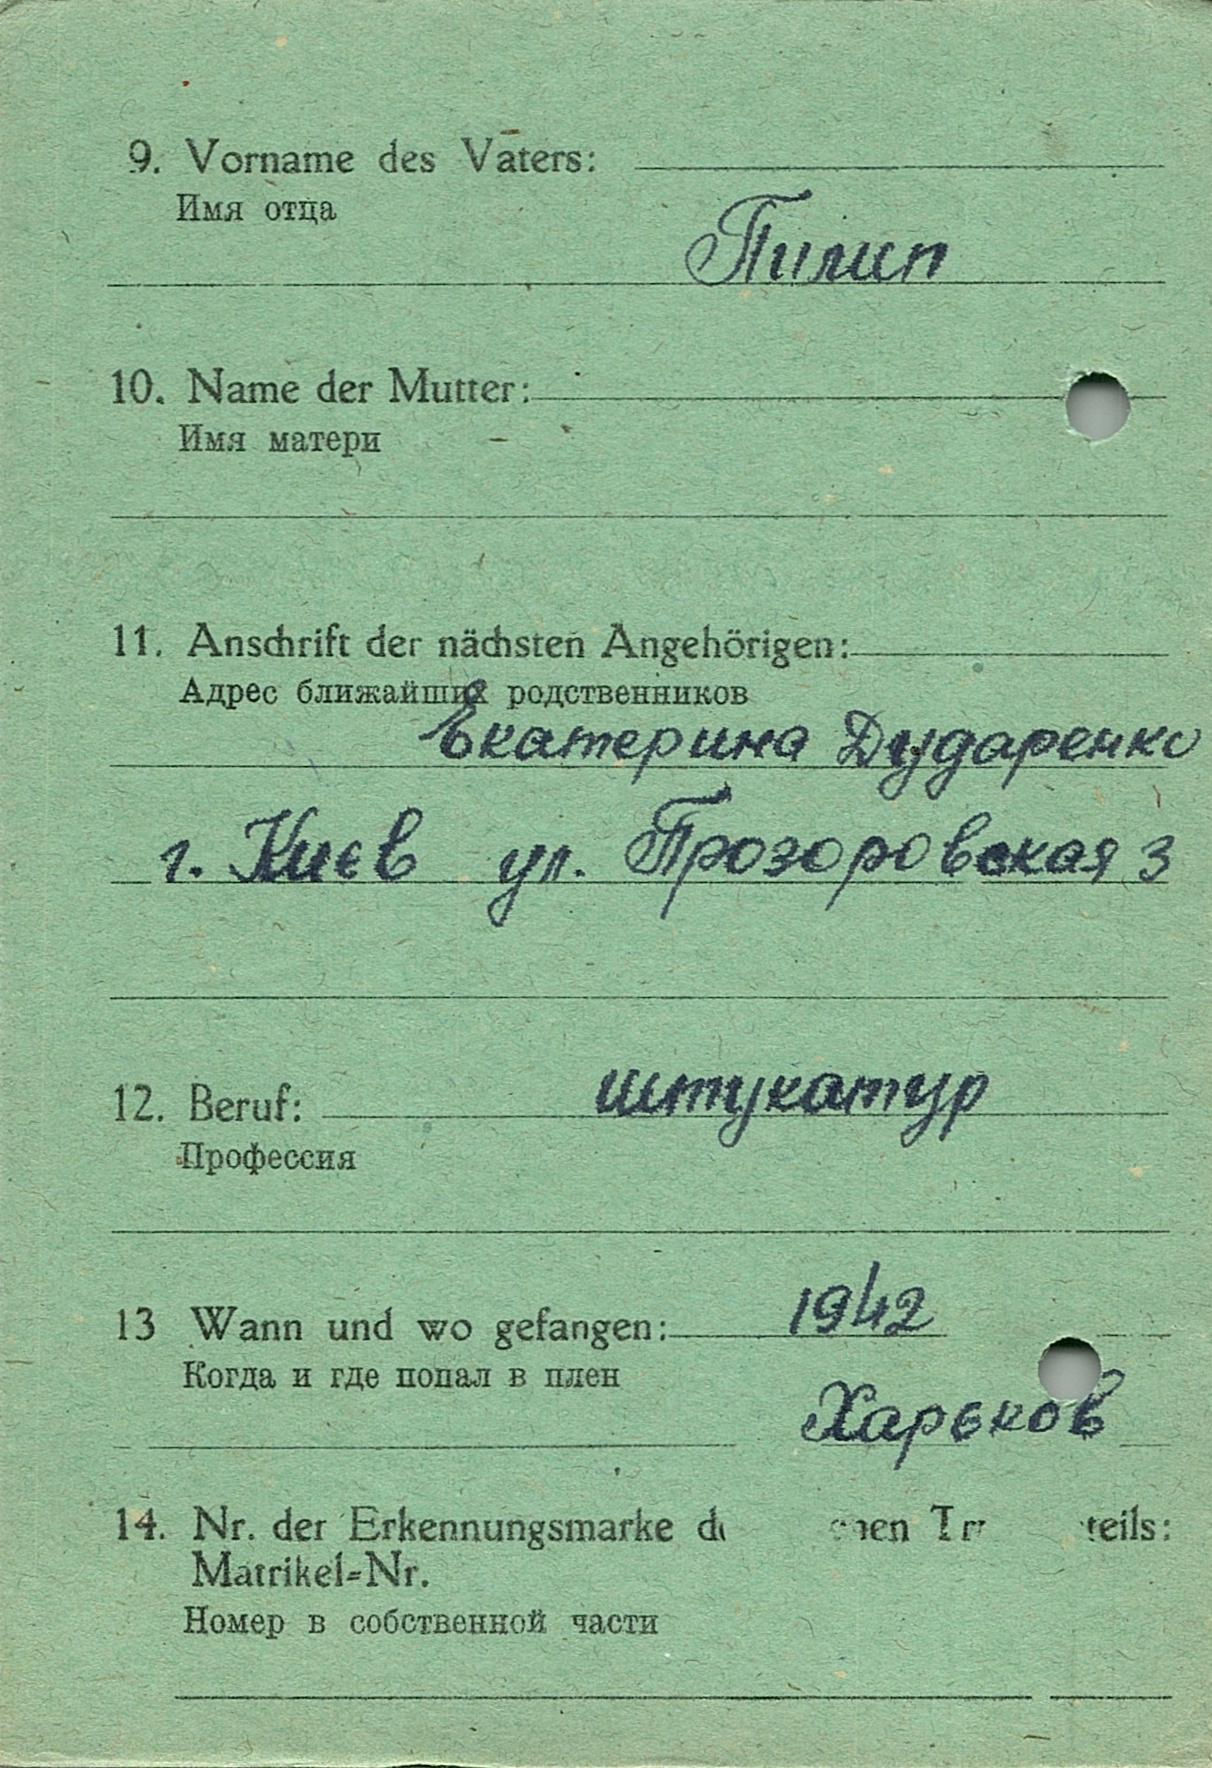 9. Vorname des Vaters:
Имя отца
Пилип
10. Name der Mutter:
Имя матери
11. Anschrift der nächsten Angehörigen:
Адрес ближайших родственников
Екатерина Дударенко
г. Києв ул. Прозоровская 3
12. Beruf: штукатур
Профессия
13 Wann und wo gefangen: 1942
Когда и где попал в плен
Харьков
14. Nr. der Erkennungsmarke teils:
Matrikel-Nr.
Номер в собственной части